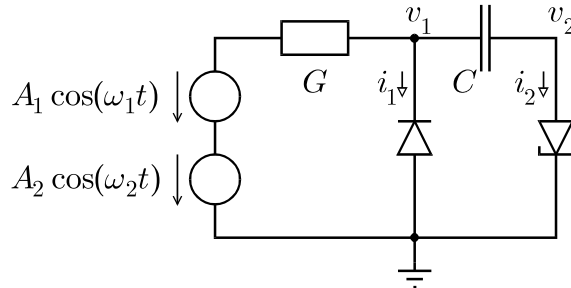 v₁
v₂
A₁ cos(ω₁t)
G
i₁
C
i₂
A₂ cos(ω₂t)